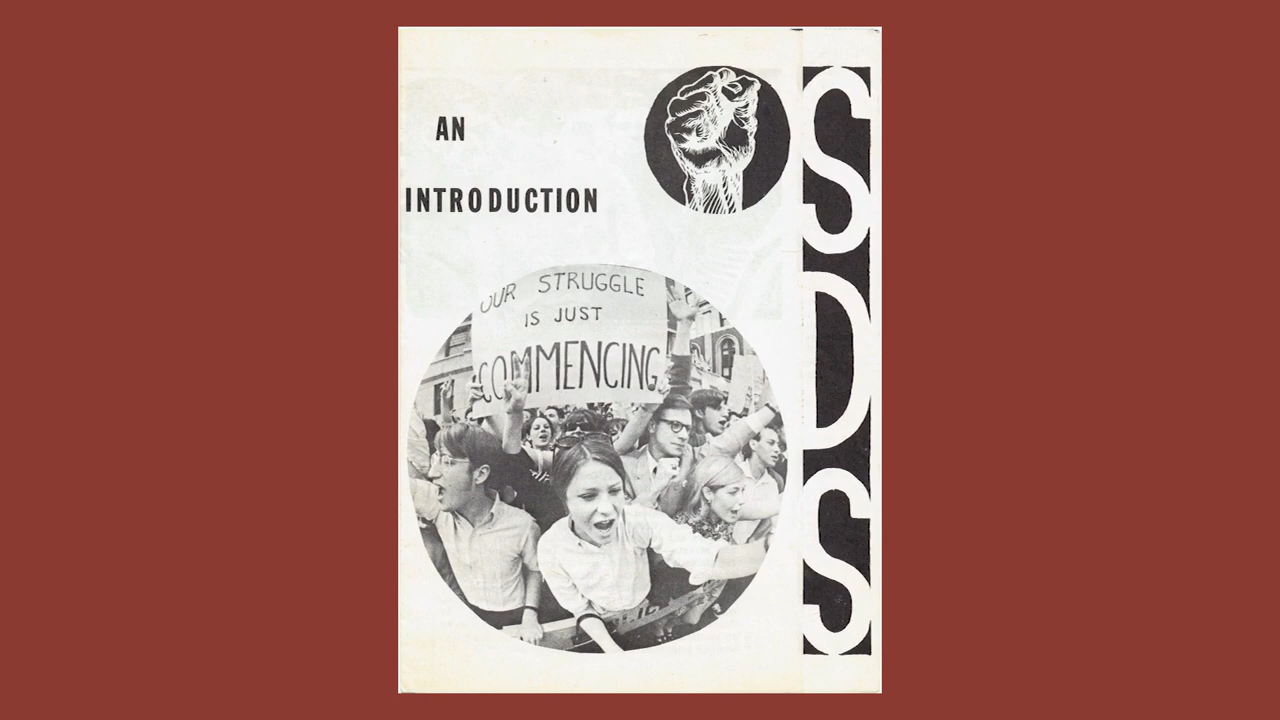 AN
INTRODUCTION
SDS
OUR STRUGGLE
IS JUST
COMMENCING